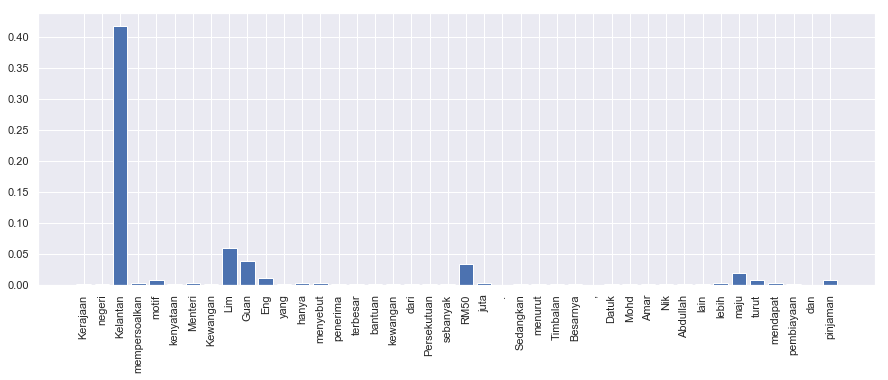 0.40
0.35
0.30
0.25
0.20
0.15
0.10
0.05
0.00
Kerajaan
negeri
Kelantan
mempersoalkan
motif
kenyataan
Menteri
Kewangan
Lim
Guan
Eng
yang
hanya
menyebut
penerima
terbesar
bantuan
kewangan
dari
Persekutuan
sebanyak
RM50
juta
.
Sedangkan
menurut
Timbalan
Besarnya
,
Datuk
Mohd
Amar
Nik
Abdullah
lain
lebih
maju
turut
mendapat
pembiayaan
dan
pinjaman